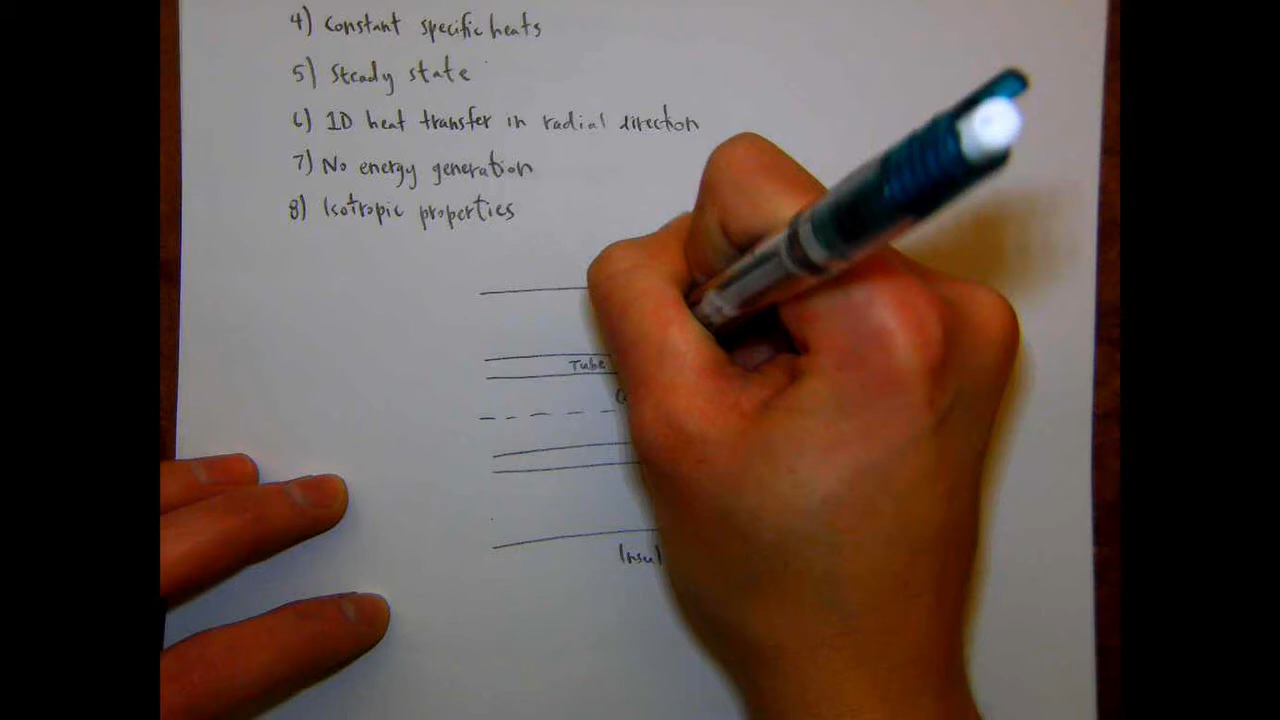 4) Constant specific heats
5) Steady state
6) 1D heat transfer in radial direction
7) No energy generation
8) Isotropic properties
Tube